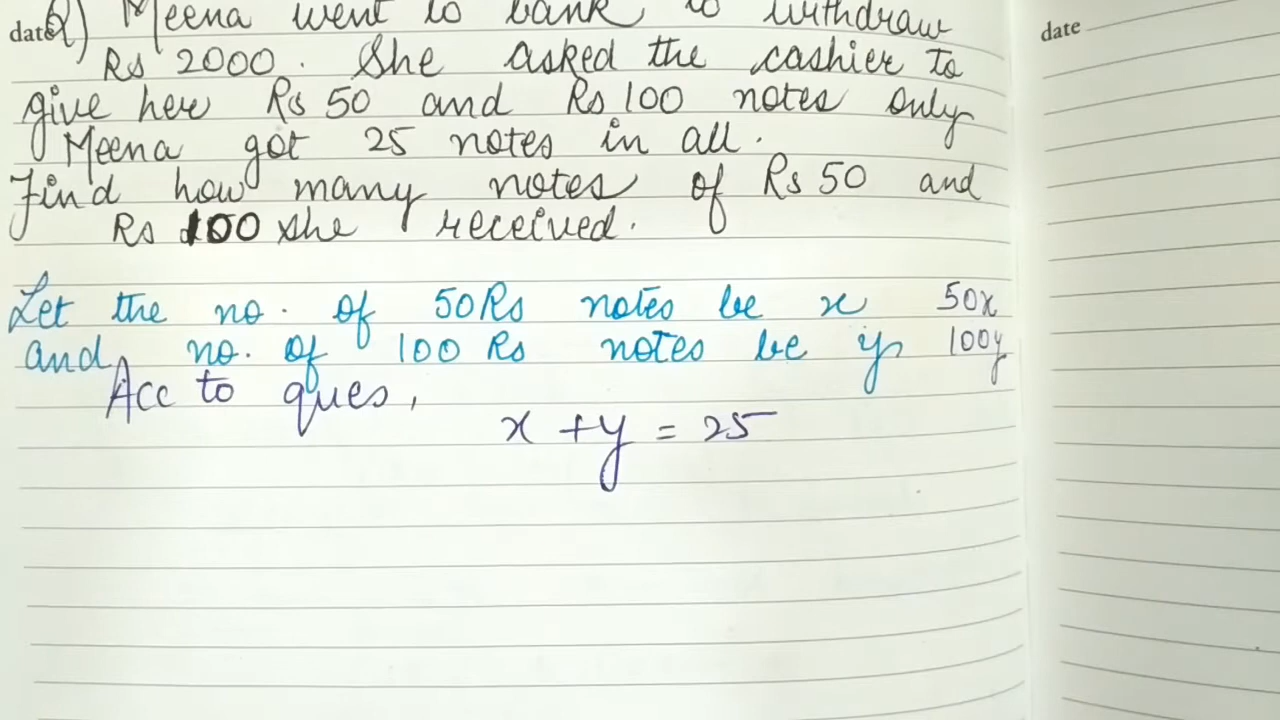 date Q) Meena went to bank to withdraw
Rs 2000. She asked the cashier to
give here Rs 50 and Rs 100 notes only
Meena got 25 notes in all.
Find how many notes of Rs 50 and
Rs 100 she received.
Let the no. of 50 Rs notes be x 50x
and no. of 100 Rs notes be y 100y
Acc to ques,
x + y = 25
date